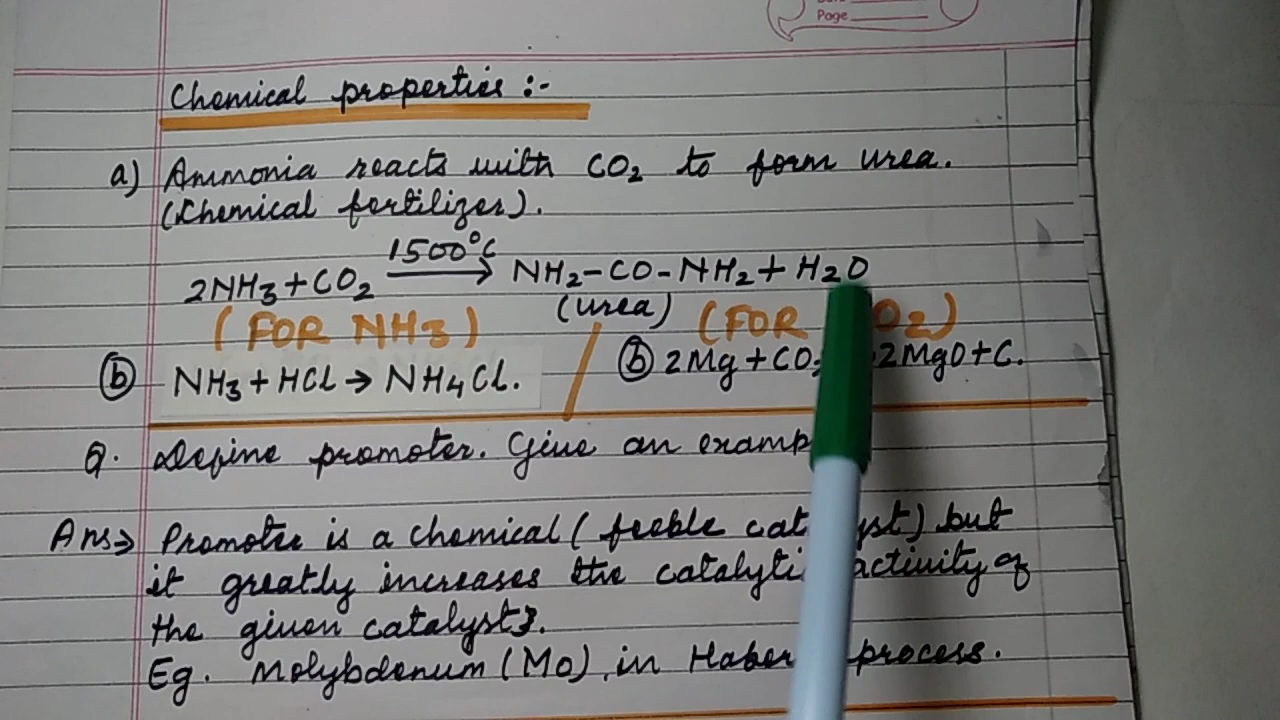 Page
Chemical properties :-
a) Ammonia reacts with CO2 to form urea.
(Chemical fertilizer).
2NH3+CO2 1500°C → NH2-CO-NH2+H2O
(urea)
(FOR NH3) (FOR O2)
(b) NH3+HCl→NH4Cl. / (b) 2Mg+CO2 2MgO+C.
Q. Define promoter. Give an examp
Ans→ Promoter is a chemical (feeble cat yst) but
it greatly increases the catalyti activity of
the given catalyst}.
Eg. Molybdenum (Mo), in Haber process.